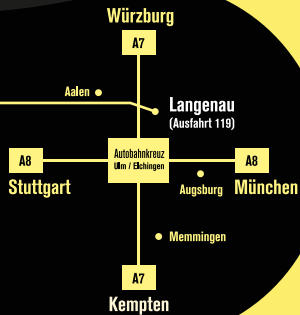 Würzburg
A7
Aalen
Langenau
(Ausfahrt 119)
Autobahnkreuz
Ulm / Elchingen
A8
A8
Stuttgart
Augsburg
München
Memmingen
A7
Kempten